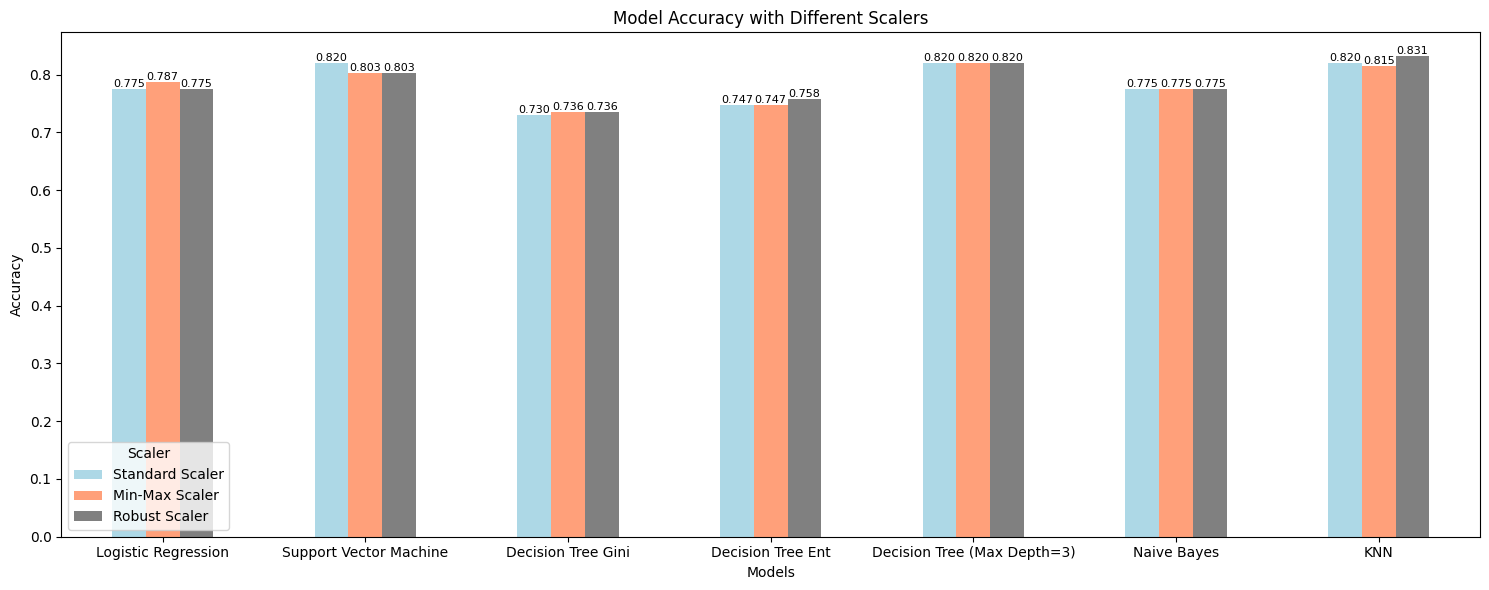 Model Accuracy with Different Scalers
Accuracy
0.8
0.7
0.6
0.5
0.4
0.3
0.2
0.1
0.0
0.775 0.787 0.775
0.820 0.803 0.803
0.730 0.736 0.736
0.747 0.747 0.758
0.820 0.820 0.820
0.775 0.775 0.775
0.820 0.815 0.831
Scaler
Standard Scaler
Min-Max Scaler
Robust Scaler
Logistic Regression
Support Vector Machine
Decision Tree Gini
Decision Tree Ent
Decision Tree (Max Depth=3)
Naive Bayes
KNN
Models